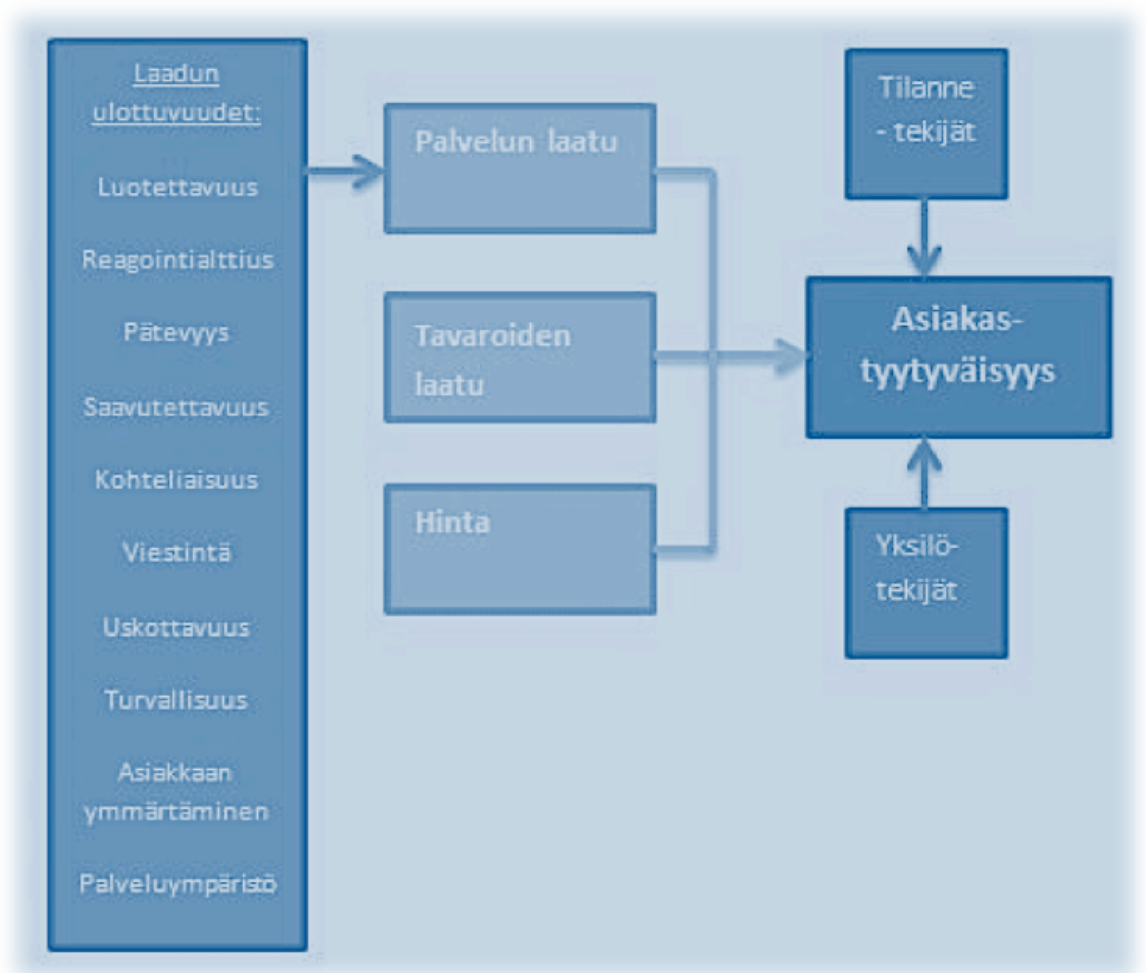 Laadun
ulottuvuudet:
Luotettavuus
Reagointialttius
Pätevyys
Saavutettavuus
Kohteliaisuus
Viestintä
Uskottavuus
Turvallisuus
Asiakkaan
ymmärtäminen
Palveluympäristö
Palvelun laatu
Tavaroiden
laatu
Hinta
Tilanne
- tekijät
Asiakas-
tyytyväisyys
Yksilö-
tekijät